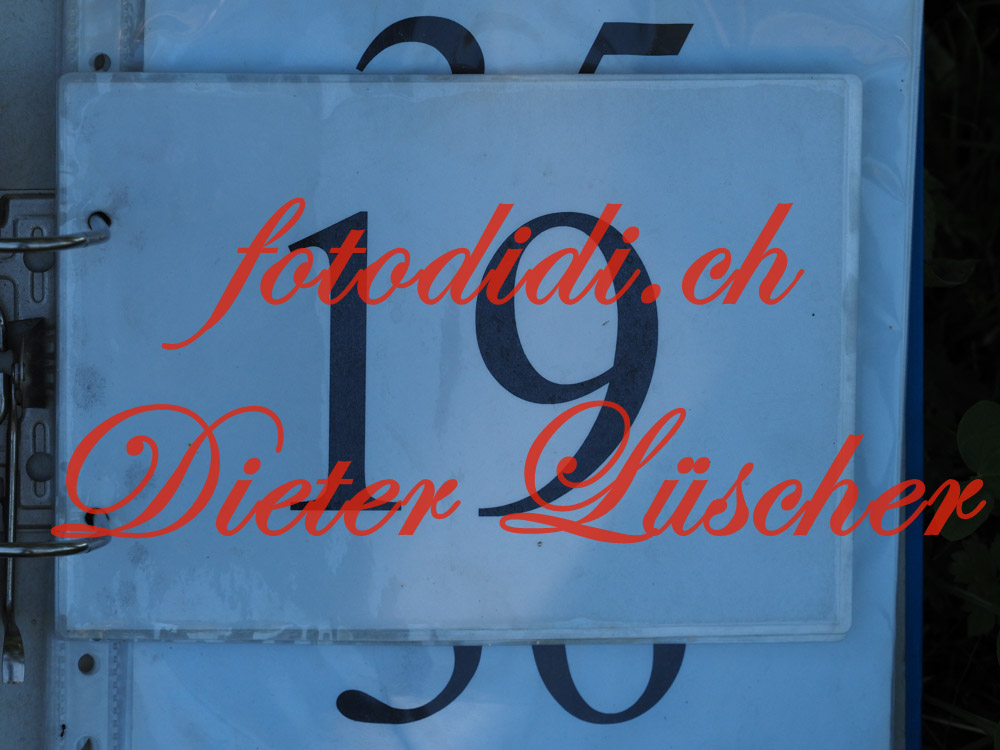 fotodidi.ch
19
Dieter Lüscher